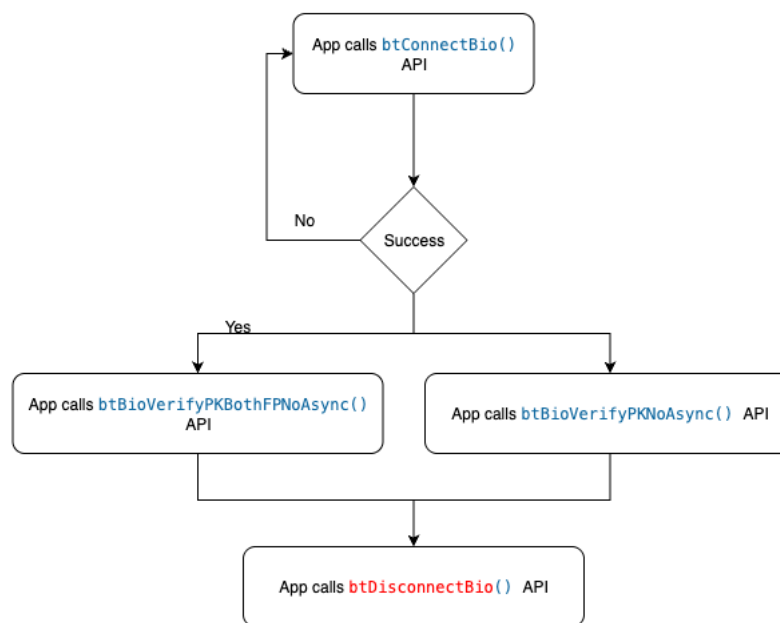 App calls btConnectBio()
API
No
Success
Yes
App calls btBioVerifyPKBothFPNoAsync()
API
App calls btBioVerifyPKNoAsync() API
App calls btDisconnectBio() API